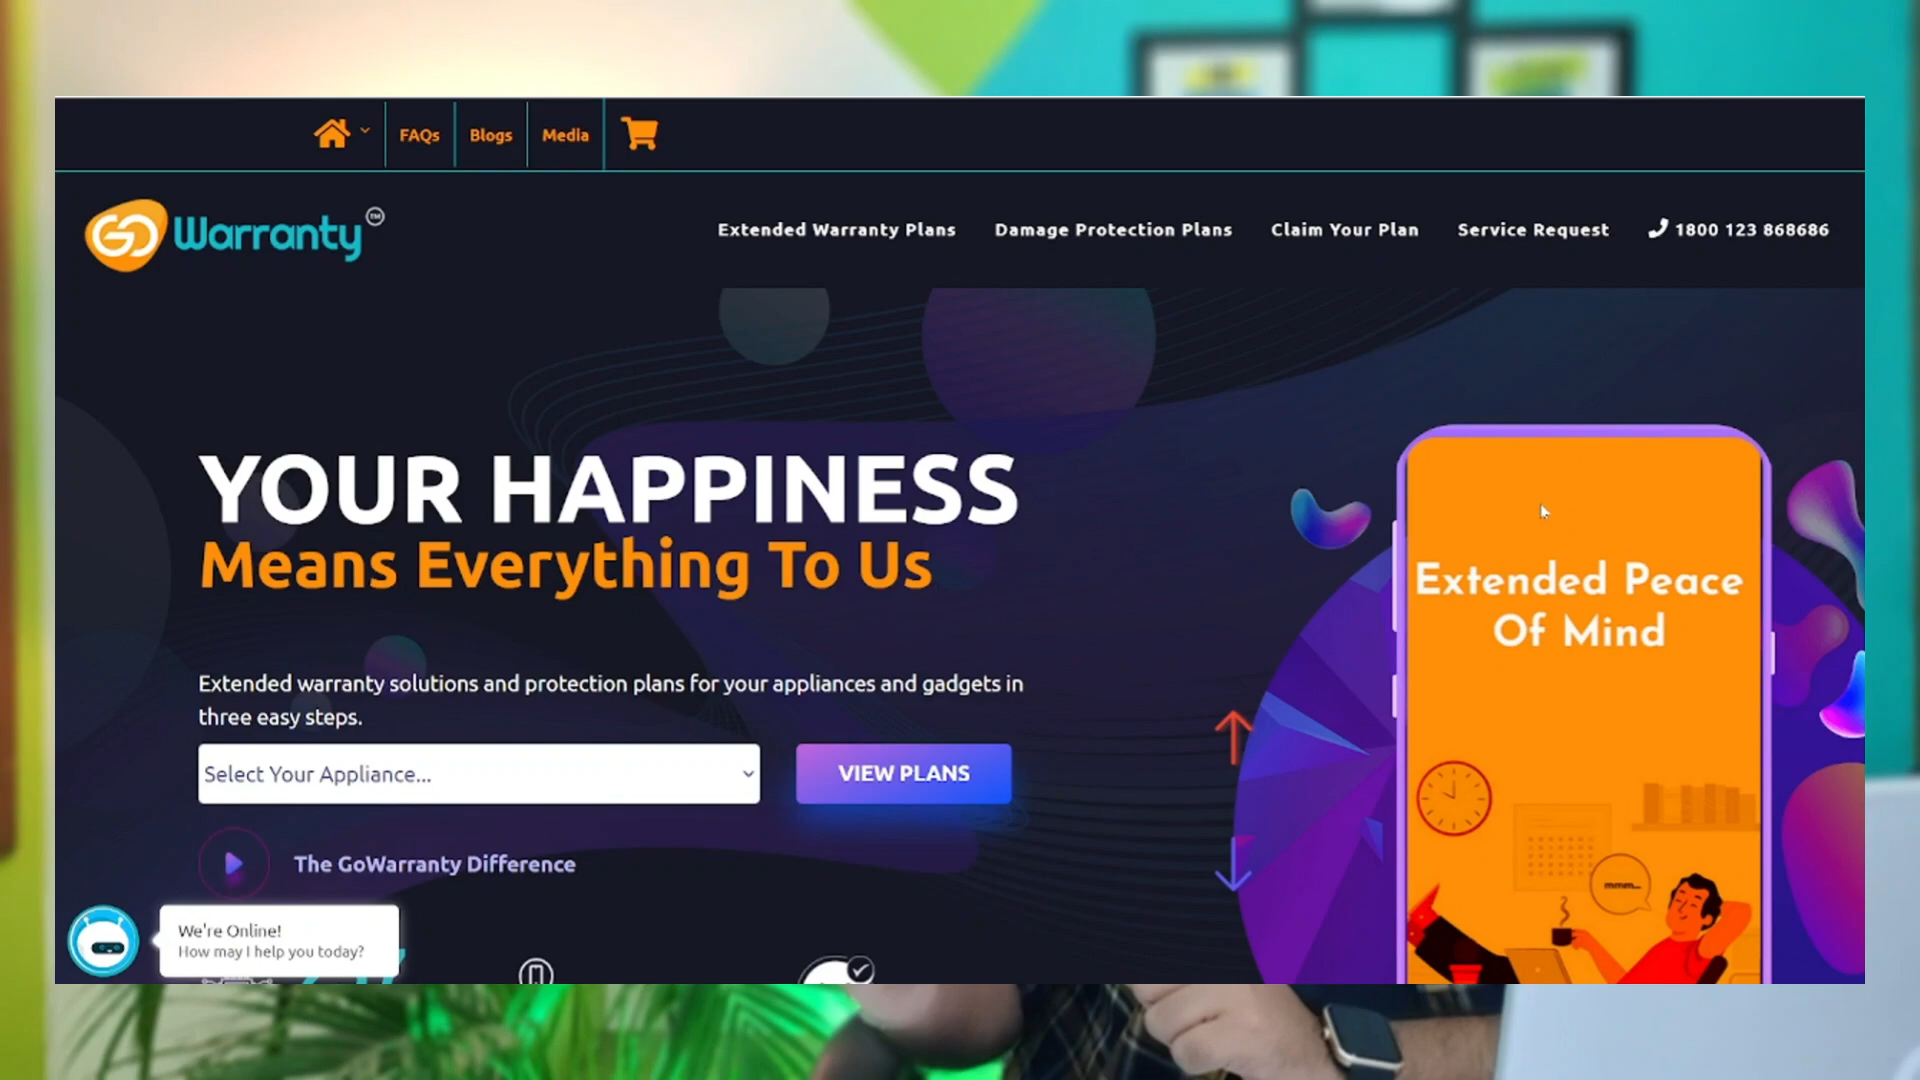 FAQs
Blogs
Media
GO Warranty TM
Extended Warranty Plans
Damage Protection Plans
Claim Your Plan
Service Request
1800 123 868686
YOUR HAPPINESS
Means Everything To Us
Extended warranty solutions and protection plans for your appliances and gadgets in
three easy steps.
Select Your Appliance...
VIEW PLANS
The GoWarranty Difference
We're Online!
How may I help you today?
Extended Peace
Of Mind
mmm...